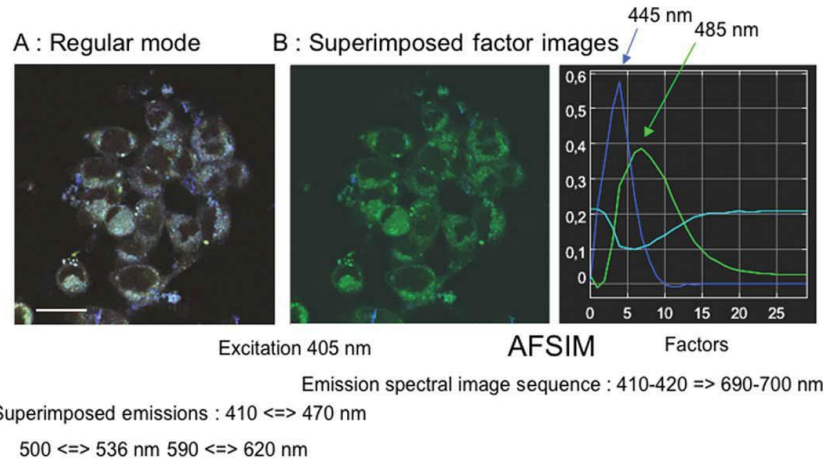 445 nm
485 nm
A : Regular mode
B : Superimposed factor images
0,6
0,5
0,4
0,3
0,2
0,1
0
0 5 10 15 20 25
Excitation 405 nm
AFSIM
Factors
Emission spectral image sequence : 410-420 => 690-700 nm
Superimposed emissions : 410 <=> 470 nm
500 <=> 536 nm 590 <=> 620 nm